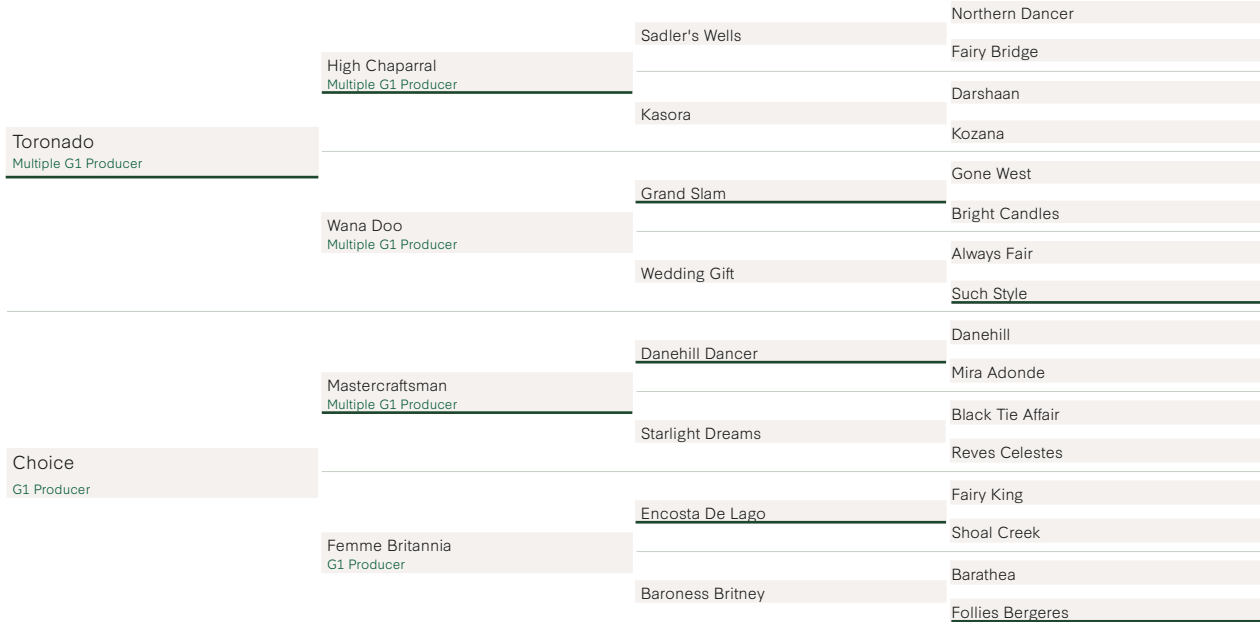 Toronado
Multiple G1 Producer
High Chaparral
Multiple G1 Producer
Sadler's Wells
Northern Dancer
Fairy Bridge
Kasora
Darshaan
Kozana
Wana Doo
Multiple G1 Producer
Grand Slam
Gone West
Bright Candles
Wedding Gift
Always Fair
Such Style
Choice
G1 Producer
Mastercraftsman
Multiple G1 Producer
Danehill Dancer
Danehill
Mira Adonde
Starlight Dreams
Black Tie Affair
Reves Celestes
Femme Britannia
G1 Producer
Encosta De Lago
Fairy King
Shoal Creek
Baroness Britney
Barathea
Follies Bergeres